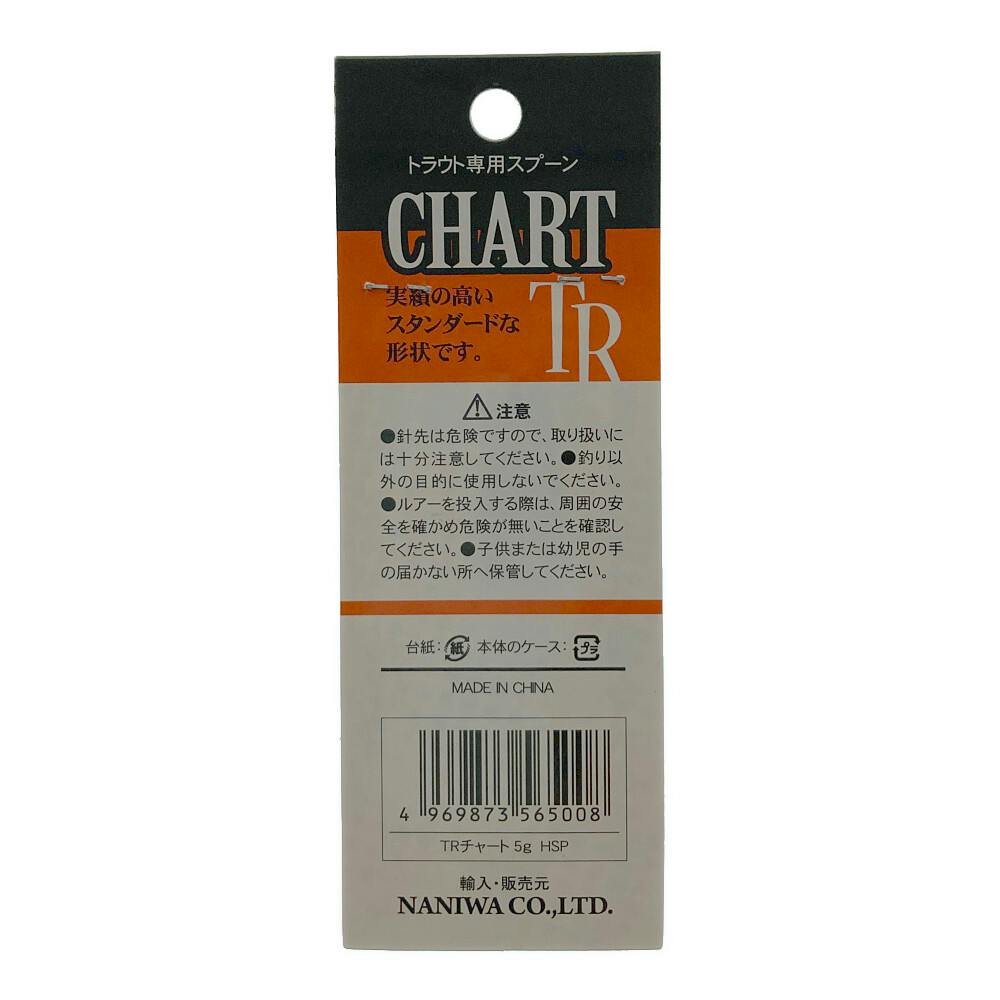 トラウト専用スプーン
CHART
TR
実績の高い
スタンダードな
形状です。
注意
●針先は危険ですので、取り扱いに
は十分注意してください。●釣り以
外の目的に使用しないでください。
●ルアーを投入する際は、周囲の安
全を確かめ危険が無いことを確認し
てください。●子供または幼児の手
の届かない所へ保管してください。
台紙：紙 本体のケース：プラ
MADE IN CHINA
4 969873 565008
TRチャート 5g HSP
輸入・販売元
NANIWA CO.,LTD.